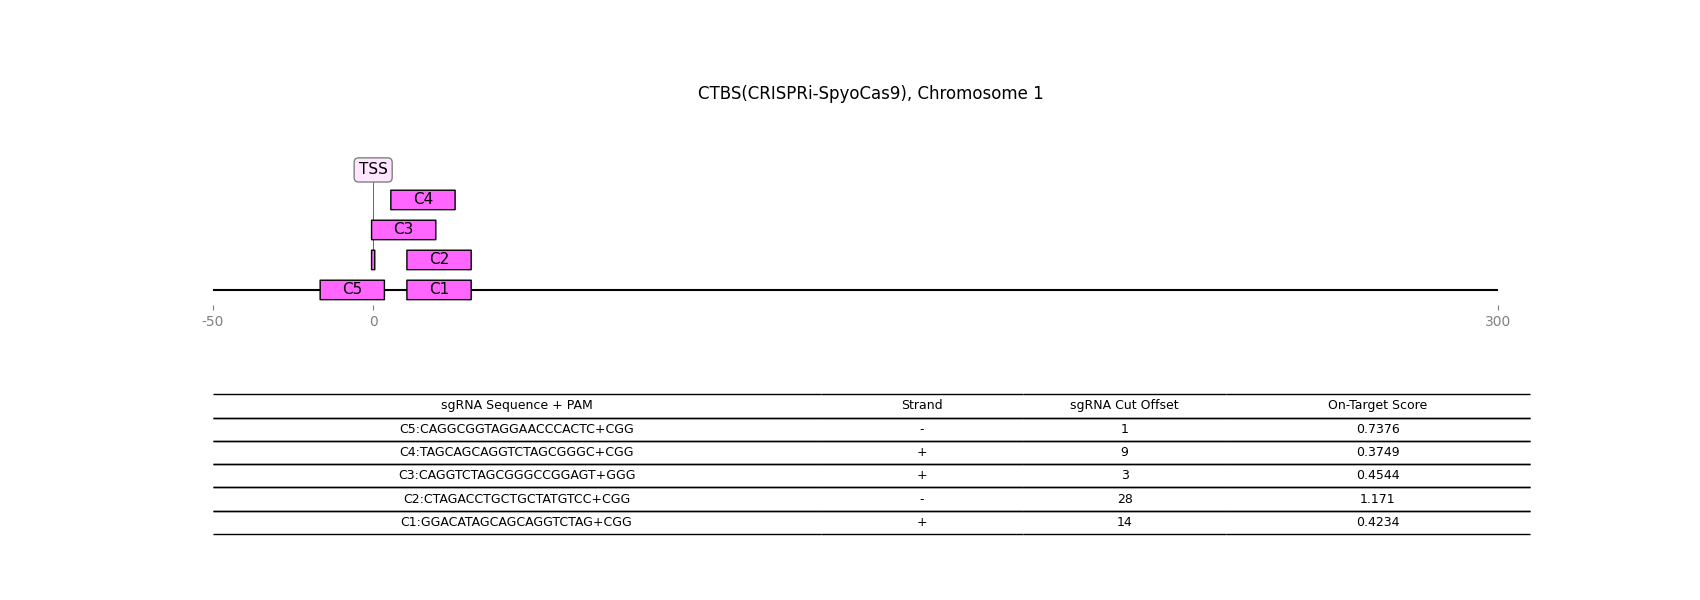 CTBS(CRISPRi-SpyoCas9), Chromosome 1
TSS
C4
C3
C2
C5 C1
-50 0 300
sgRNA Sequence + PAM Strand sgRNA Cut Offset On-Target Score
C5:CAGGCGGTAGGAACCCACTC+CGG - 1 0.7376
C4:TAGCAGCAGGTCTAGCGGGC+CGG + 9 0.3749
C3:CAGGTCTAGCGGGCCGGAGT+GGG + 3 0.4544
C2:CTAGACCTGCTGCTATGTCC+CGG - 28 1.171
C1:GGACATAGCAGCAGGTCTAG+CGG + 14 0.4234